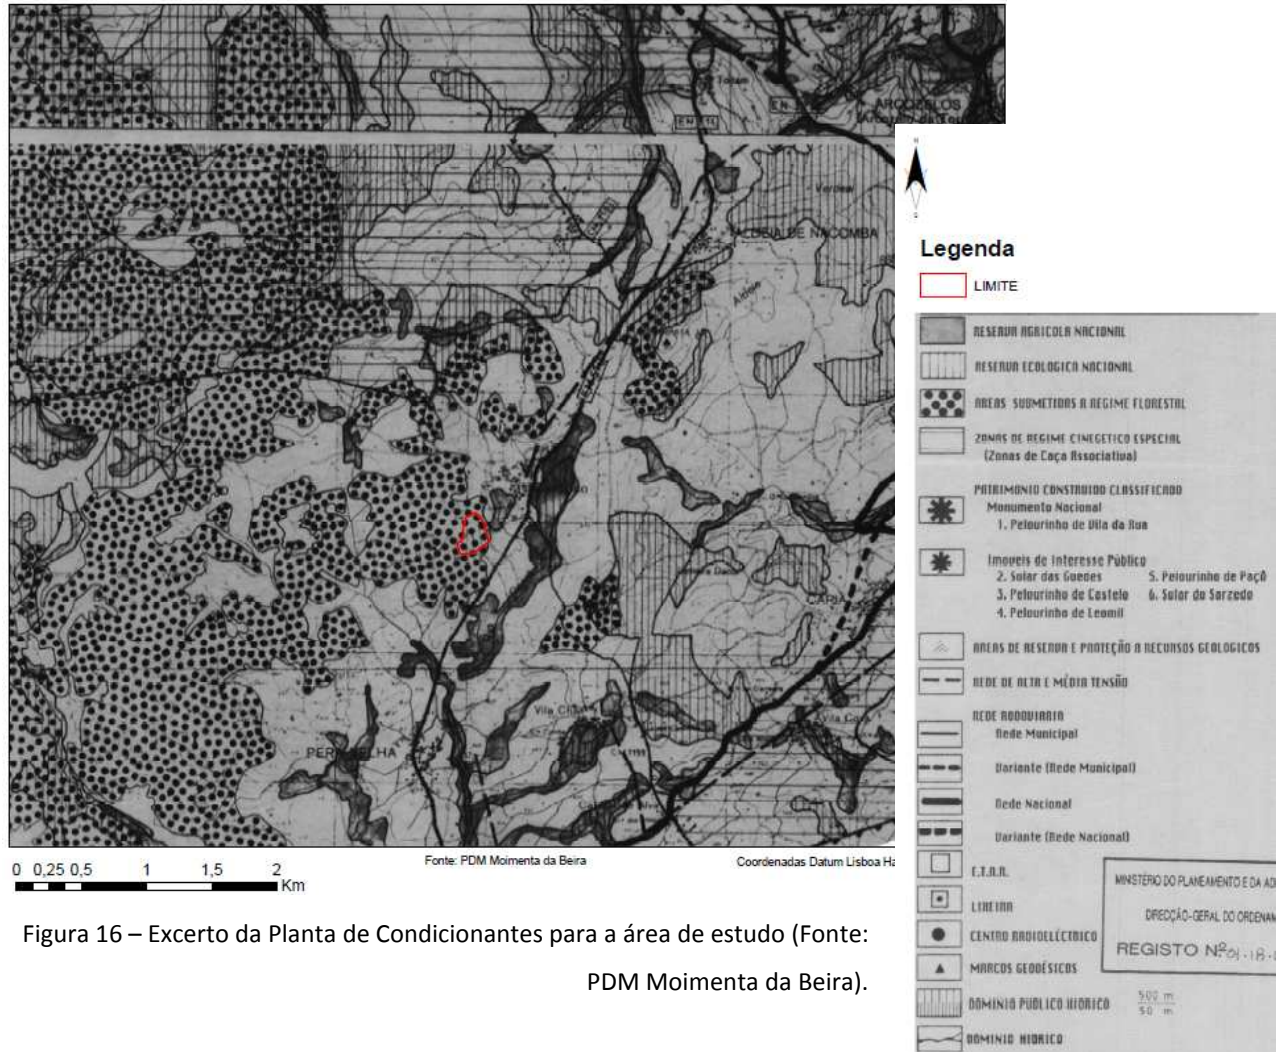 EN
ARCOZELOS
EN
ALDEIA DE NACOMBA
CARIA
PERA VELHA
N
S
Legenda
LIMITE
RESERVA AGRICOLA NACIONAL
RESERVA ECOLOGICA NACIONAL
AREAS SUBMETIDAS A REGIME FLORESTAL
ZONAS DE REGIME CINEGETICO ESPECIAL
(Zonas de Caça Associativa)
PATRIMONIO CONSTRUIDO CLASSIFICADO
Monumento Nacional
1. Pelourinho de Vila da Rua
Imoveis de Interesse Público
2. Solar das Guedes 5. Pelourinho de Paçô
3. Pelourinho de Castelo 6. Solar do Sarzedo
4. Pelourinho de Leomil
AREAS DE RESERVA E PROTEÇÃO A RECURSOS GEOLOGICOS
REDE DE ALTA E MÉDIA TENSÃO
REDE RODOVIARIA
Rede Municipal
Variante (Rede Municipal)
Rede Nacional
Variante (Rede Nacional)
E.T.A.R.
LIXEIRA
CENTRO RADIOELÉCTRICO
MARCOS GEODÉSICOS
DOMINIO PUBLICO HIDRICO 500 m
50 m
DOMINIO HIDRICO
MINISTÉRIO DO PLANEAMENTO E DA AD
DIRECÇÃO-GERAL DO ORDENAM
REGISTO Nº 01-18-
0 0,25 0,5 1 1,5 2
Km
Fonte: PDM Moimenta da Beira
Coordenadas Datum Lisboa Ha
Figura 16 – Excerto da Planta de Condicionantes para a área de estudo (Fonte:
PDM Moimenta da Beira).